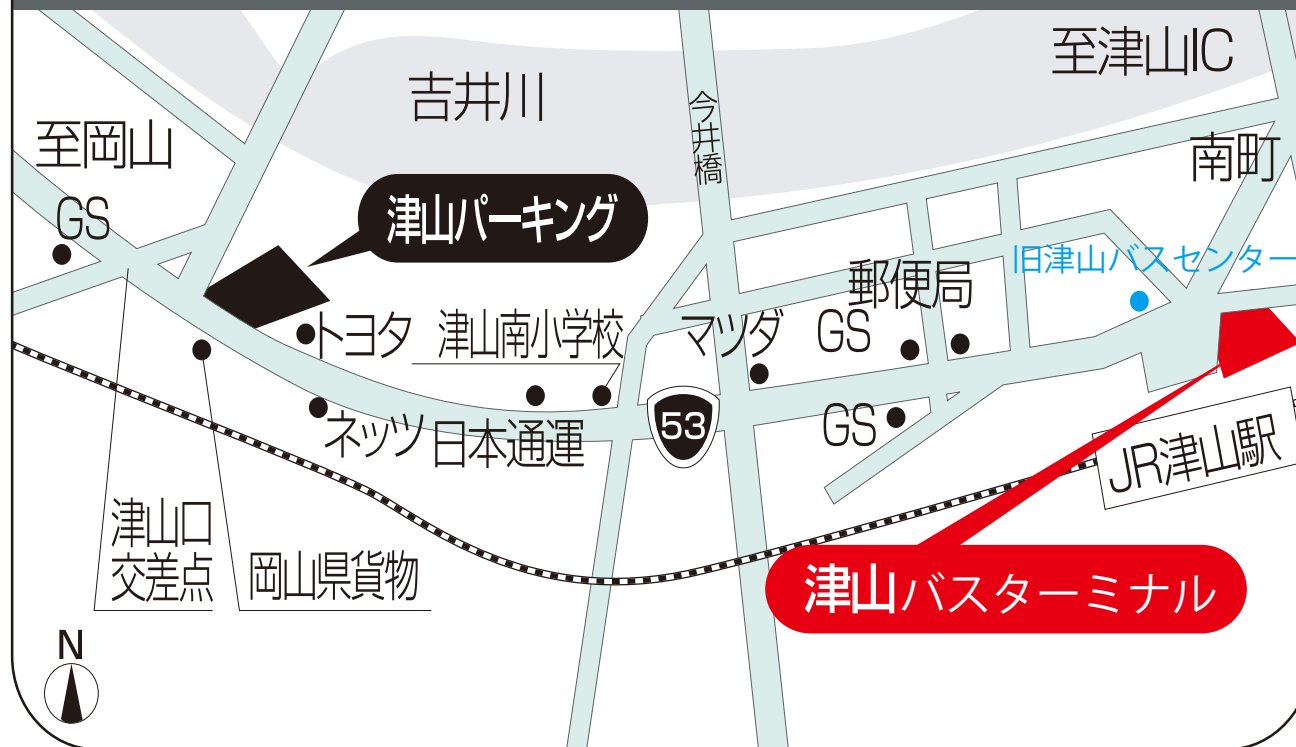 至津山IC
吉井川
今井橋
至岡山
南町
GS
津山パーキング
旧津山バスセンター
郵便局
トヨタ
津山南小学校
マツダ
GS
53
GS
ネッツ
日本通運
JR津山駅
津山口
交差点
岡山県貨物
津山バスターミナル
N